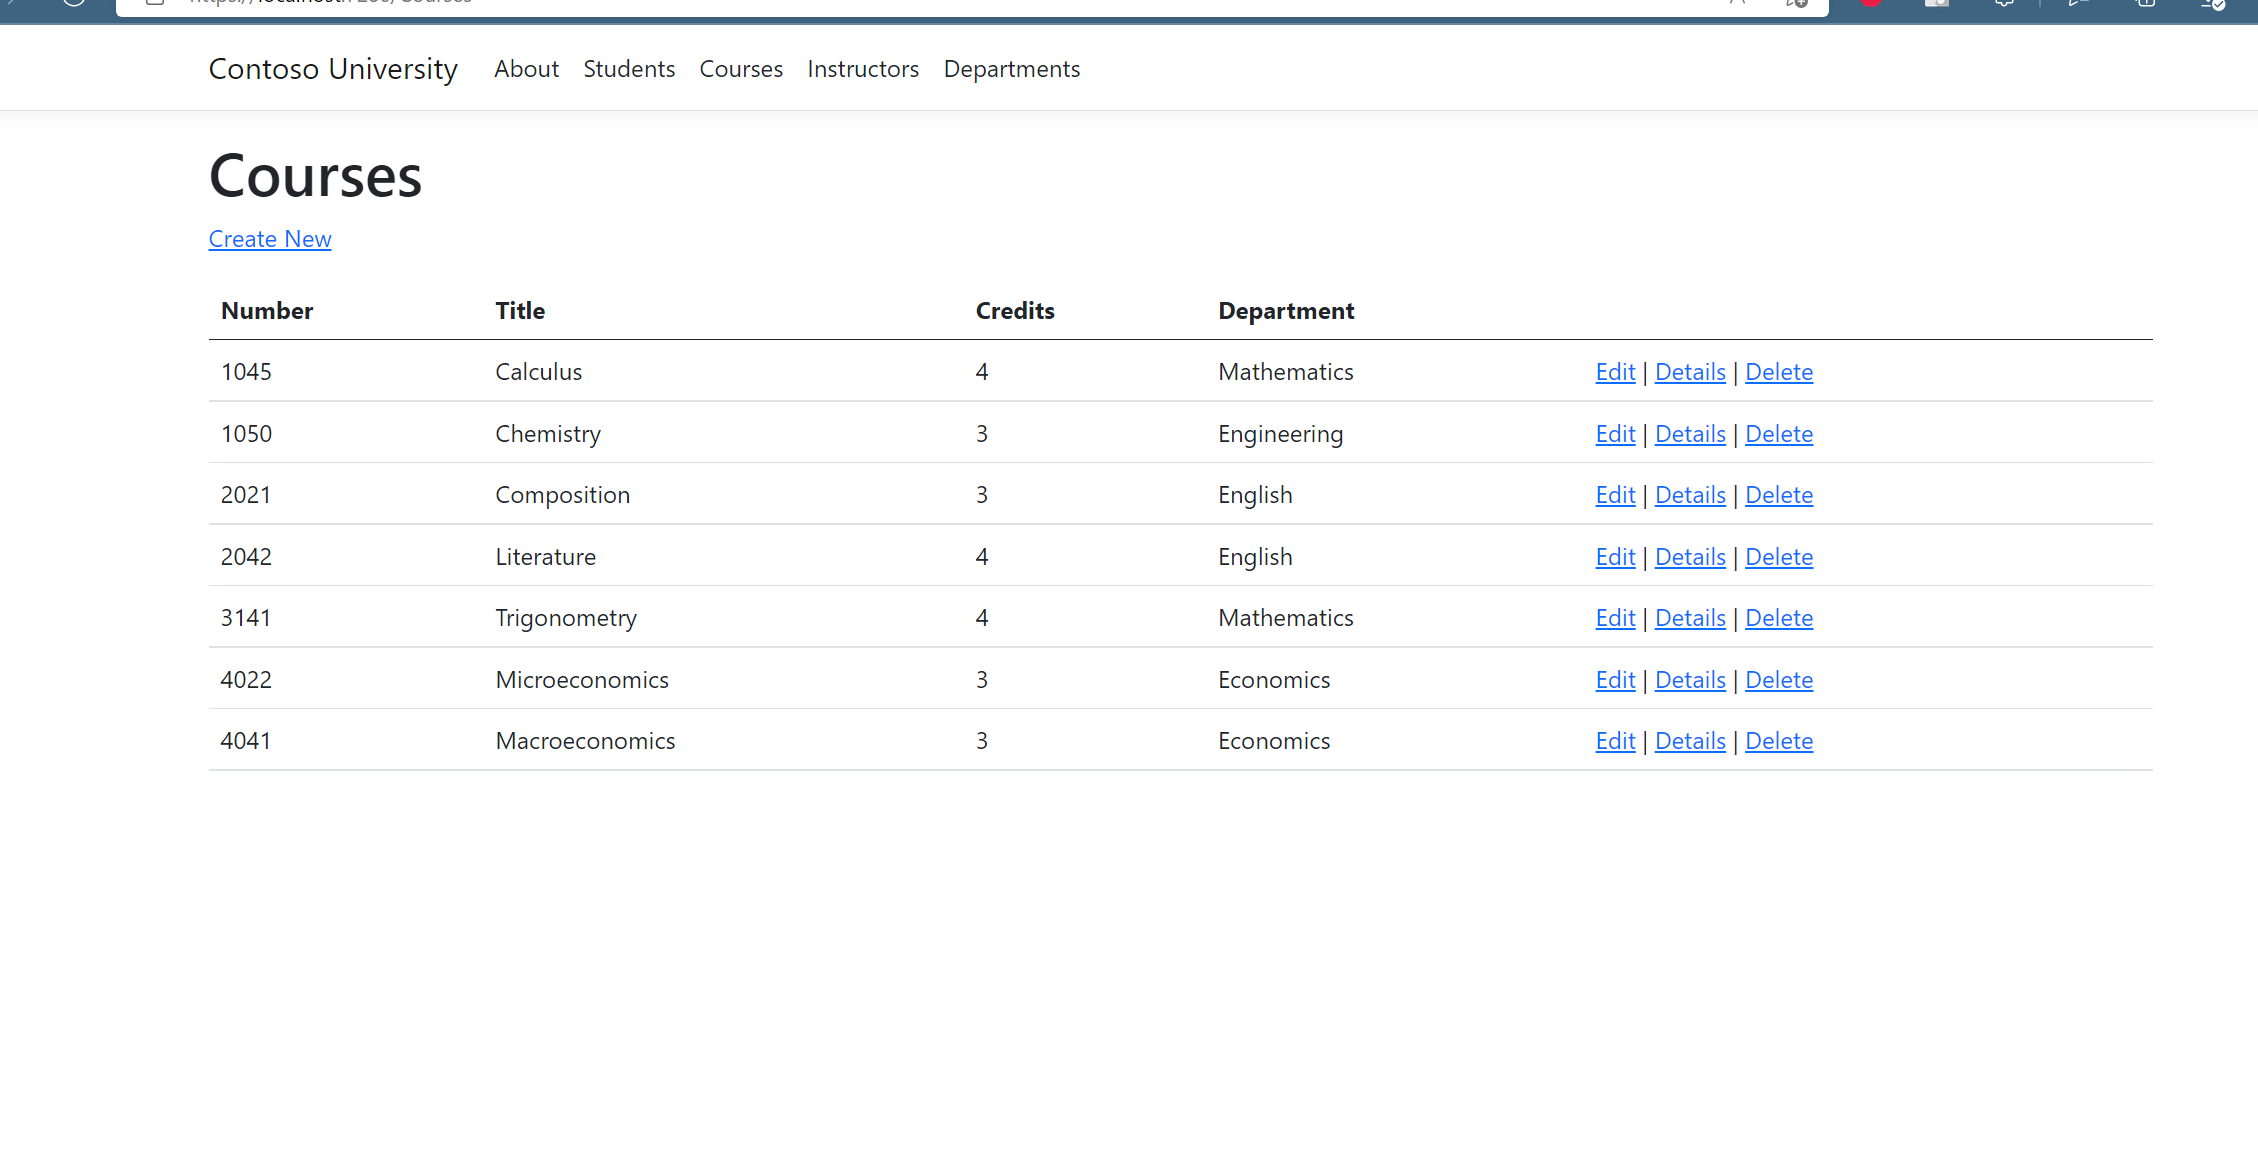 Contoso University About Students Courses Instructors Departments
Courses
Create New
Number Title Credits Department
1045 Calculus 4 Mathematics Edit | Details | Delete
1050 Chemistry 3 Engineering Edit | Details | Delete
2021 Composition 3 English Edit | Details | Delete
2042 Literature 4 English Edit | Details | Delete
3141 Trigonometry 4 Mathematics Edit | Details | Delete
4022 Microeconomics 3 Economics Edit | Details | Delete
4041 Macroeconomics 3 Economics Edit | Details | Delete